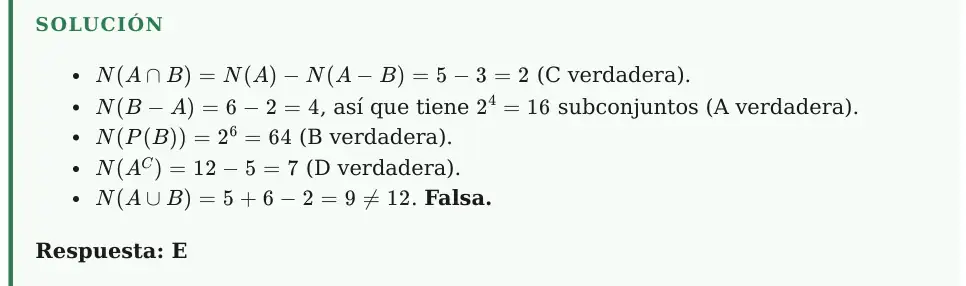 SOLUCIÓN
• N(A ∩ B) = N(A) − N(A − B) = 5 − 3 = 2 (C verdadera).
• N(B − A) = 6 − 2 = 4, así que tiene 2⁴ = 16 subconjuntos (A verdadera).
• N(P(B)) = 2⁶ = 64 (B verdadera).
• N(Aᶜ) = 12 − 5 = 7 (D verdadera).
• N(A ∪ B) = 5 + 6 − 2 = 9 ≠ 12. Falsa.
Respuesta: E